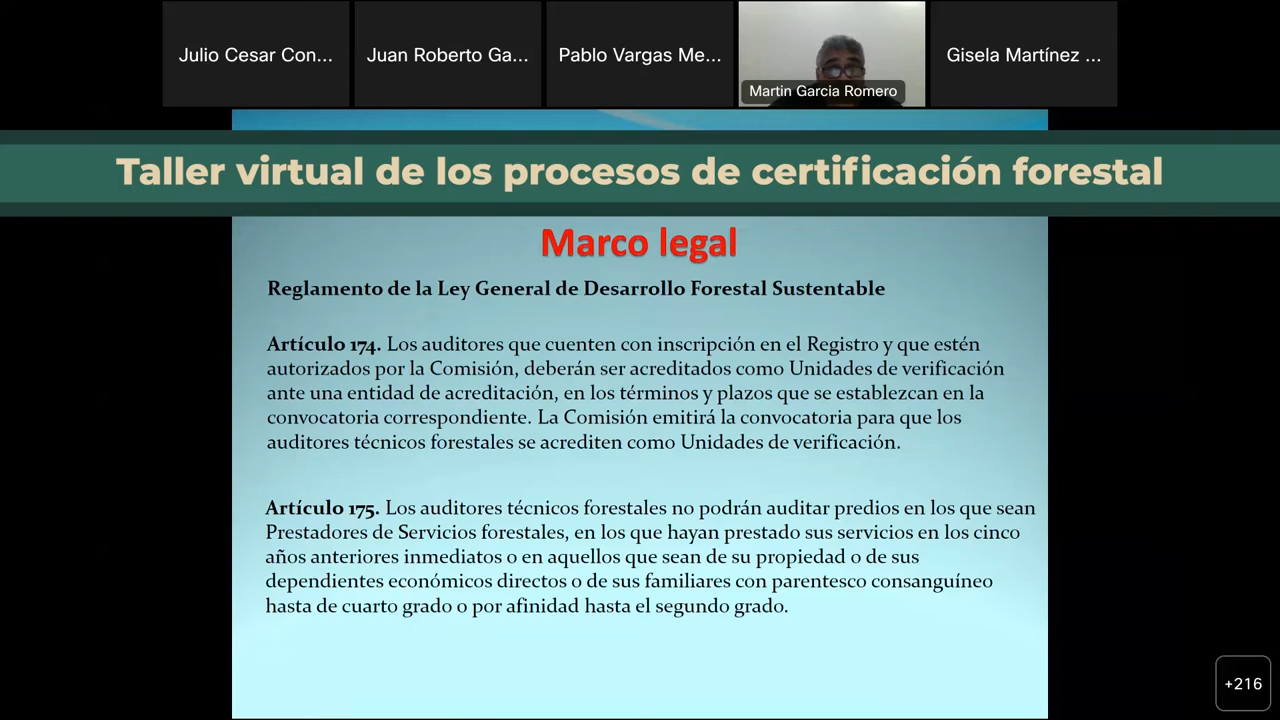 Julio Cesar Con...
Juan Roberto Ga...
Pablo Vargas Me...
Martin Garcia Romero
Gisela Martínez ...
Taller virtual de los procesos de certificación forestal
Marco legal
Reglamento de la Ley General de Desarrollo Forestal Sustentable
Artículo 174. Los auditores que cuenten con inscripción en el Registro y que estén
autorizados por la Comisión, deberán ser acreditados como Unidades de verificación
ante una entidad de acreditación, en los términos y plazos que se establezcan en la
convocatoria correspondiente. La Comisión emitirá la convocatoria para que los
auditores técnicos forestales se acrediten como Unidades de verificación.
Artículo 175. Los auditores técnicos forestales no podrán auditar predios en los que sean
Prestadores de Servicios forestales, en los que hayan prestado sus servicios en los cinco
años anteriores inmediatos o en aquellos que sean de su propiedad o de sus
dependientes económicos directos o de sus familiares con parentesco consanguíneo
hasta de cuarto grado o por afinidad hasta el segundo grado.
+216